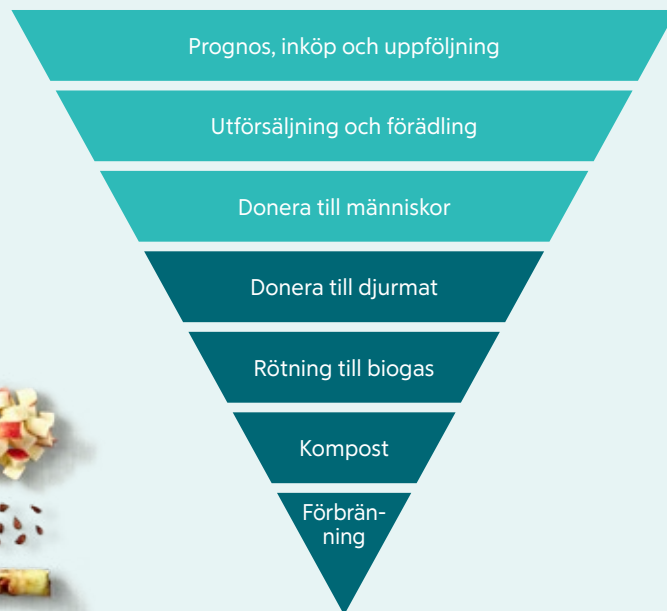 Prognos, inköp och uppföljning
Utförsäljning och förädling
Donera till människor
Donera till djurmat
Rötning till biogas
Kompost
Förbrän-
ning